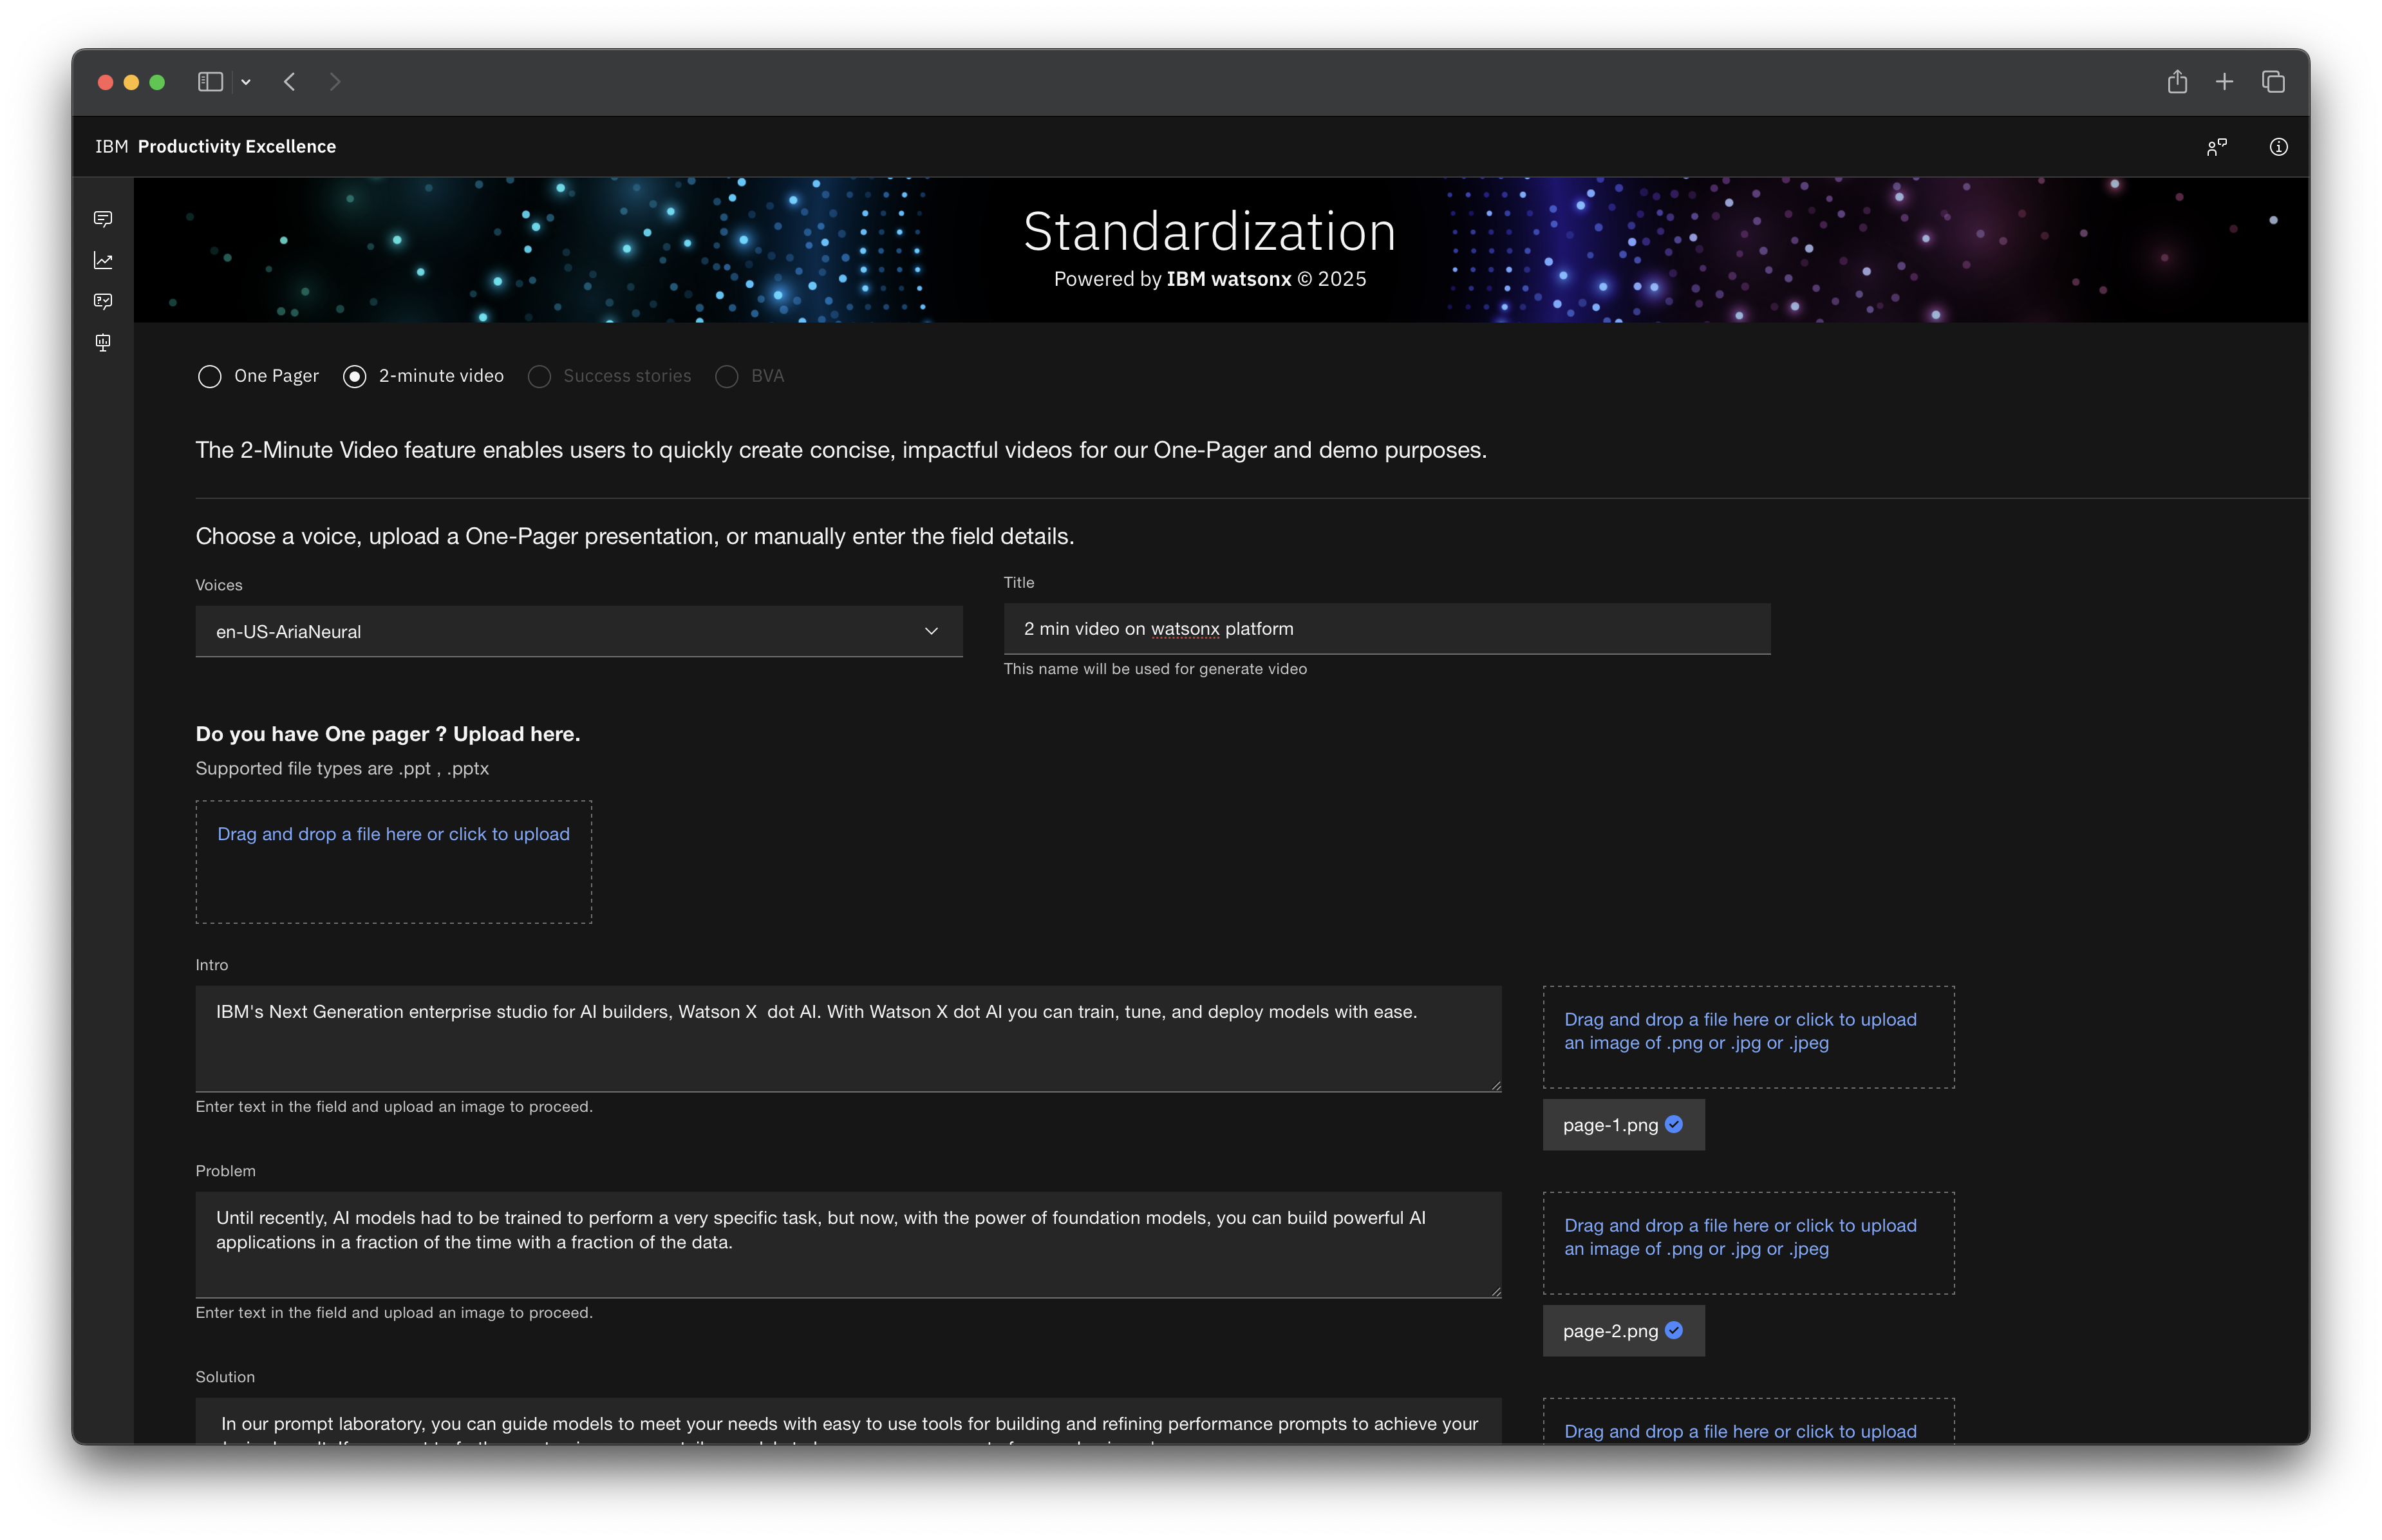 IBM Productivity Excellence
Standardization
Powered by IBM watsonx © 2025
One Pager
2-minute video
Success stories
BVA
The 2-Minute Video feature enables users to quickly create concise, impactful videos for our One-Pager and demo purposes.
Choose a voice, upload a One-Pager presentation, or manually enter the field details.
Voices
en-US-AriaNeural
Title
2 min video on watsonx platform
This name will be used for generate video
Do you have One pager ? Upload here.
Supported file types are .ppt , .pptx
Drag and drop a file here or click to upload
Intro
IBM's Next Generation enterprise studio for AI builders, Watson X  dot AI. With Watson X dot AI you can train, tune, and deploy models with ease.
Enter text in the field and upload an image to proceed.
Drag and drop a file here or click to upload
an image of .png or .jpg or .jpeg
page-1.png
Problem
Until recently, AI models had to be trained to perform a very specific task, but now, with the power of foundation models, you can build powerful AI
applications in a fraction of the time with a fraction of the data.
Enter text in the field and upload an image to proceed.
Drag and drop a file here or click to upload
an image of .png or .jpg or .jpeg
page-2.png
Solution
In our prompt laboratory, you can guide models to meet your needs with easy to use tools for building and refining performance prompts to achieve your
Drag and drop a file here or click to upload